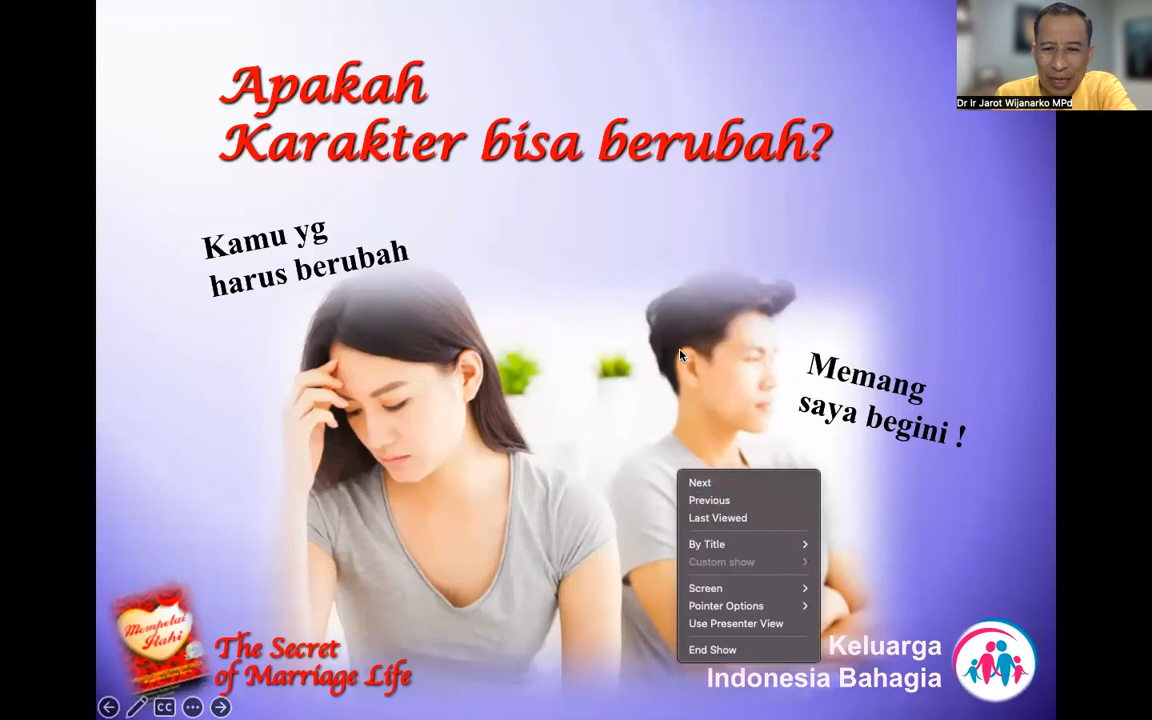 Apakah
Karakter bisa berubah?
Dr Ir Jarot Wijanarko MPd
Kamu yg
harus berubah
Memang
saya begini !
Next
Previous
Last Viewed
By Title
Custom show
Screen
Pointer Options
Use Presenter View
End Show
Mempelai
Ilahi
The Secret
of Marriage Life
Keluarga
Indonesia Bahagia
CC